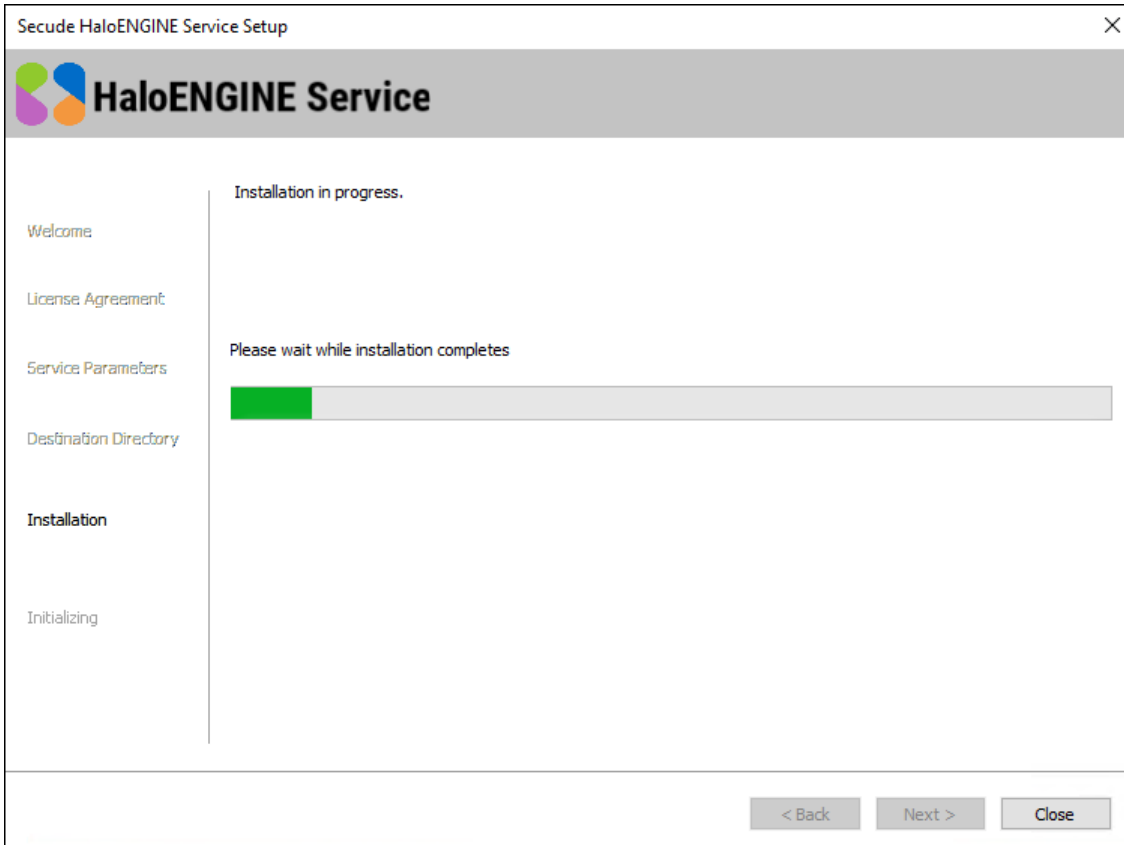 Secude HaloENGINE Service Setup
HaloENGINE Service
Installation in progress.
Welcome
License Agreement
Please wait while installation completes
Service Parameters
Destination Directory
Installation
Initializing
< Back
Next >
Close